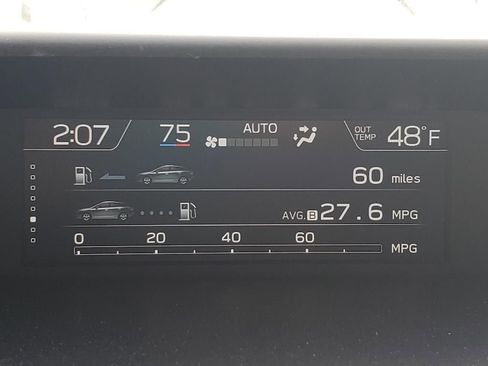 2:07 75 AUTO OUT TEMP 48°F
60 miles
AVG. B 27.6 MPG
0 20 40 60 MPG